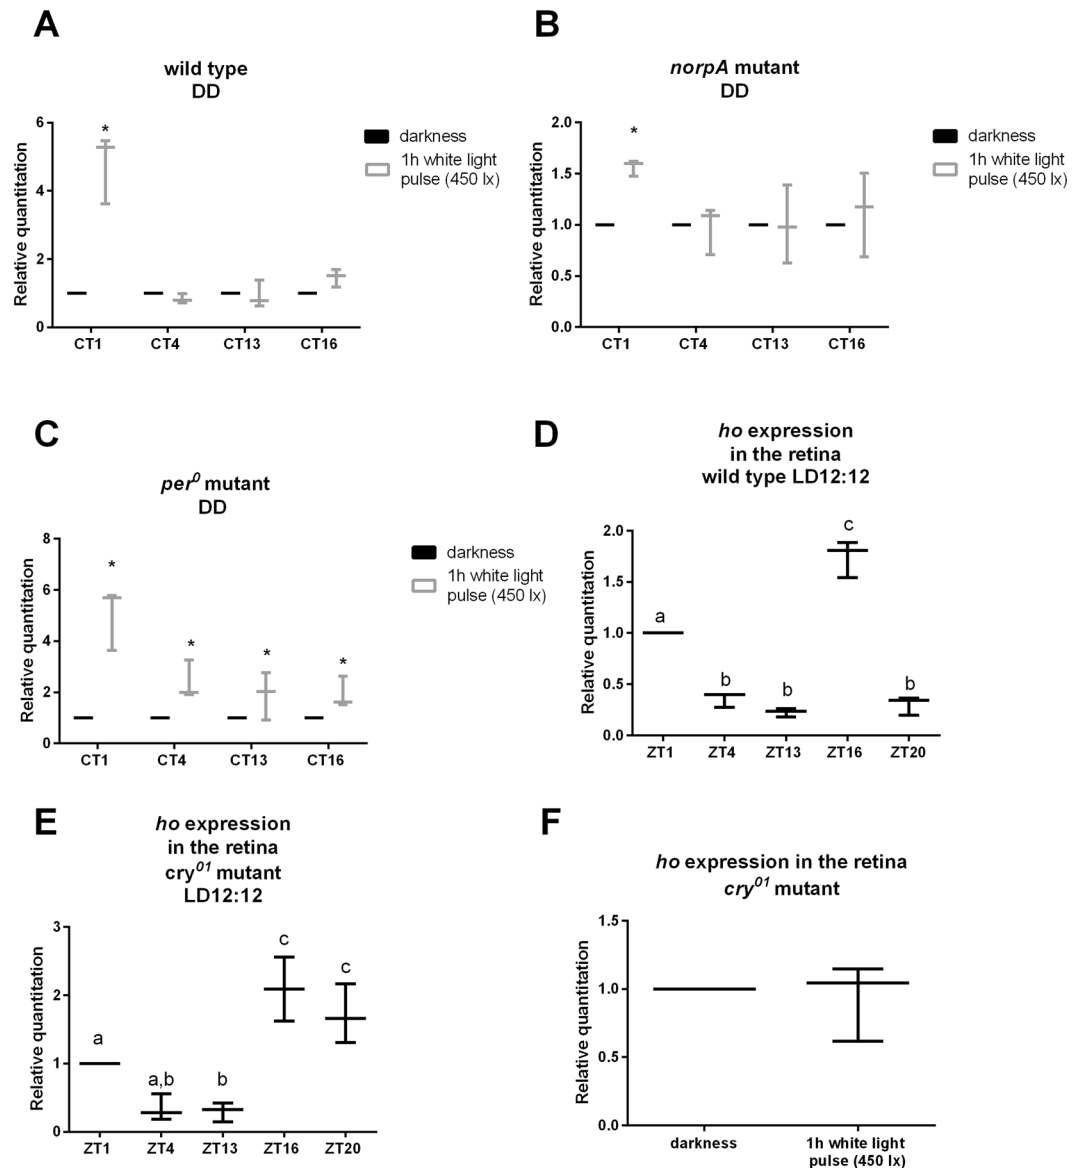 A
wild type
DD
Relative quantitation
6
4
2
0
*
CT1
CT4
CT13
CT16
darkness
1h white light
pulse (450 lx)
B
norpA mutant
DD
Relative quantitation
2.0
1.5
1.0
0.5
0.0
*
CT1
CT4
CT13
CT16
darkness
1h white light
pulse (450 lx)
C
per⁰ mutant
DD
Relative quantitation
8
6
4
2
0
*
*
*
*
CT1
CT4
CT13
CT16
darkness
1h white light
pulse (450 lx)
D
ho expression
in the retina
wild type LD12:12
Relative quantitation
2.0
1.5
1.0
0.5
0.0
a
b
b
c
b
ZT1
ZT4
ZT13
ZT16
ZT20
E
ho expression
in the retina
cry⁰¹ mutant
LD12:12
Relative quantitation
3
2
1
0
a
a,b
b
c
c
ZT1
ZT4
ZT13
ZT16
ZT20
F
ho expression in the retina
cry⁰¹ mutant
Relative quantitation
1.5
1.0
0.5
0.0
darkness
1h white light
pulse (450 lx)